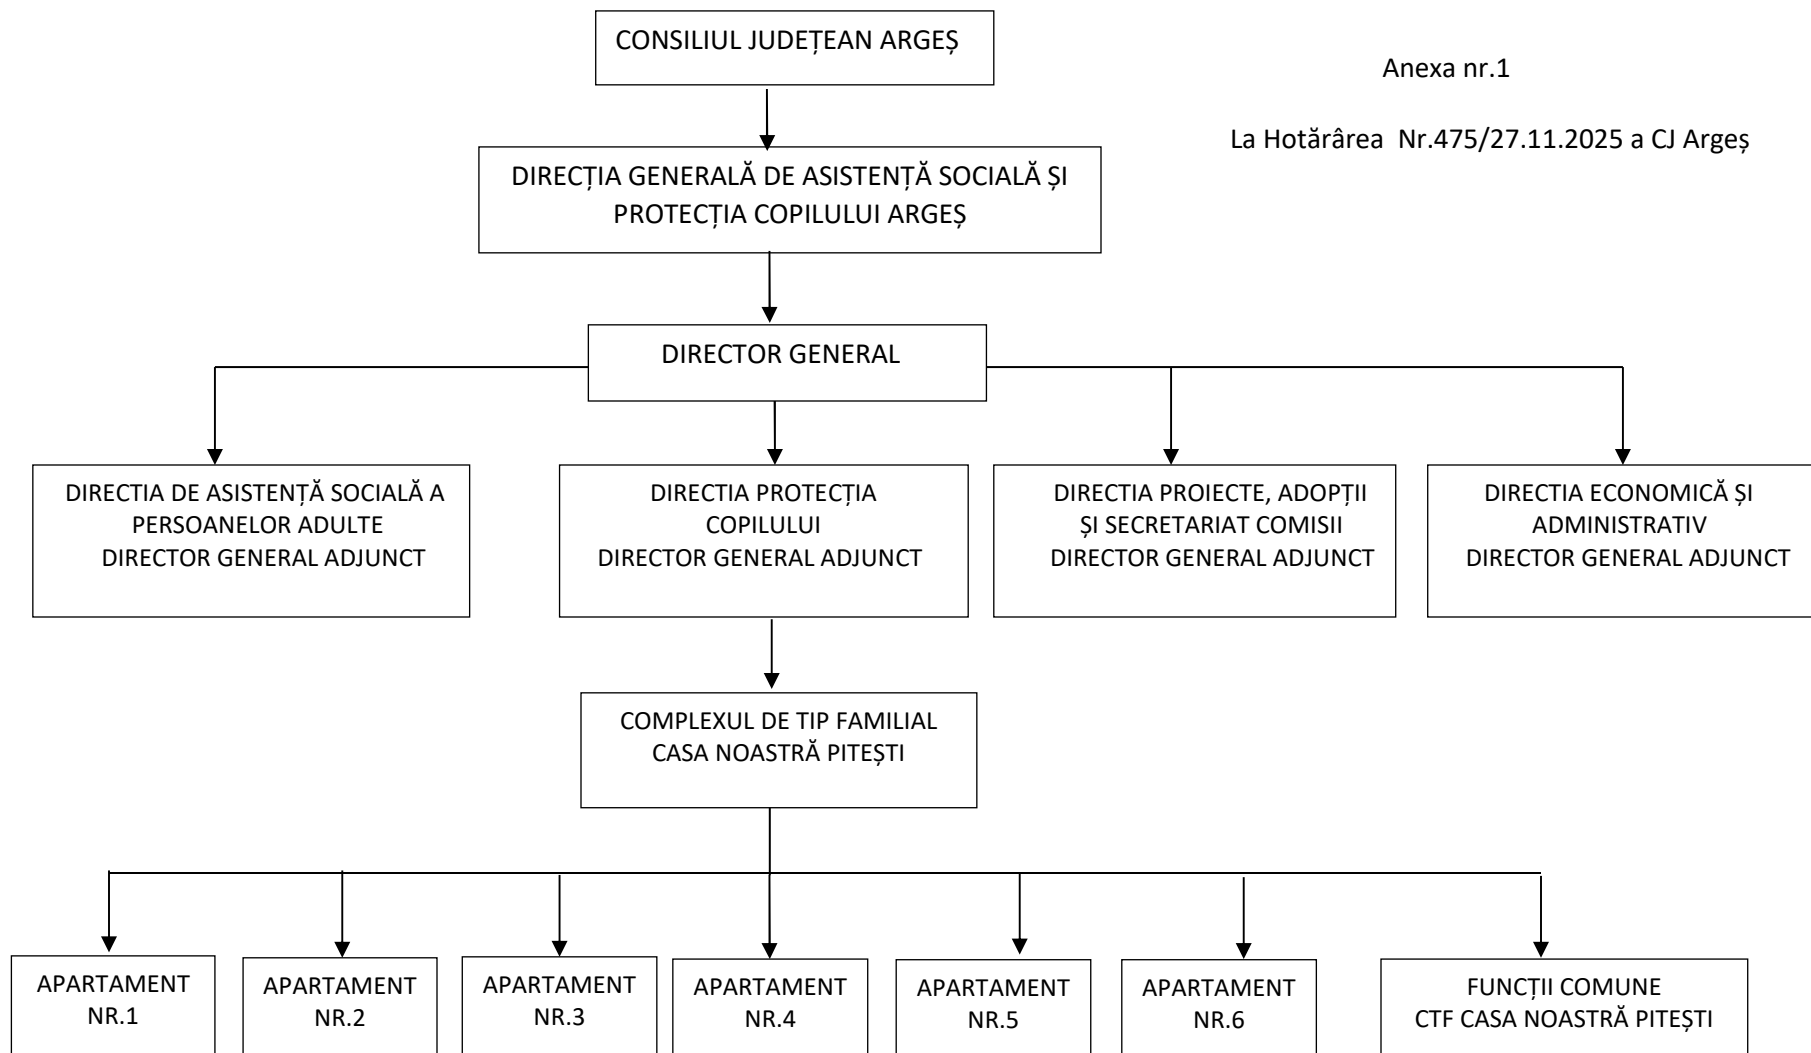 CONSILIUL JUDEȚEAN ARGEȘ
Anexa nr.1
La Hotărârea Nr.475/27.11.2025 a CJ Argeș
DIRECȚIA GENERALĂ DE ASISTENȚĂ SOCIALĂ ȘI
PROTECȚIA COPILULUI ARGEȘ
DIRECTOR GENERAL
DIRECTIA DE ASISTENȚĂ SOCIALĂ A
PERSOANELOR ADULTE
DIRECTOR GENERAL ADJUNCT
DIRECTIA PROTECȚIA
COPILULUI
DIRECTOR GENERAL ADJUNCT
DIRECTIA PROIECTE, ADOPȚII
ȘI SECRETARIAT COMISII
DIRECTOR GENERAL ADJUNCT
DIRECTIA ECONOMICĂ ȘI
ADMINISTRATIV
DIRECTOR GENERAL ADJUNCT
COMPLEXUL DE TIP FAMILIAL
CASA NOASTRĂ PITEȘTI
APARTAMENT
NR.1
APARTAMENT
NR.2
APARTAMENT
NR.3
APARTAMENT
NR.4
APARTAMENT
NR.5
APARTAMENT
NR.6
FUNCȚII COMUNE
CTF CASA NOASTRĂ PITEȘTI